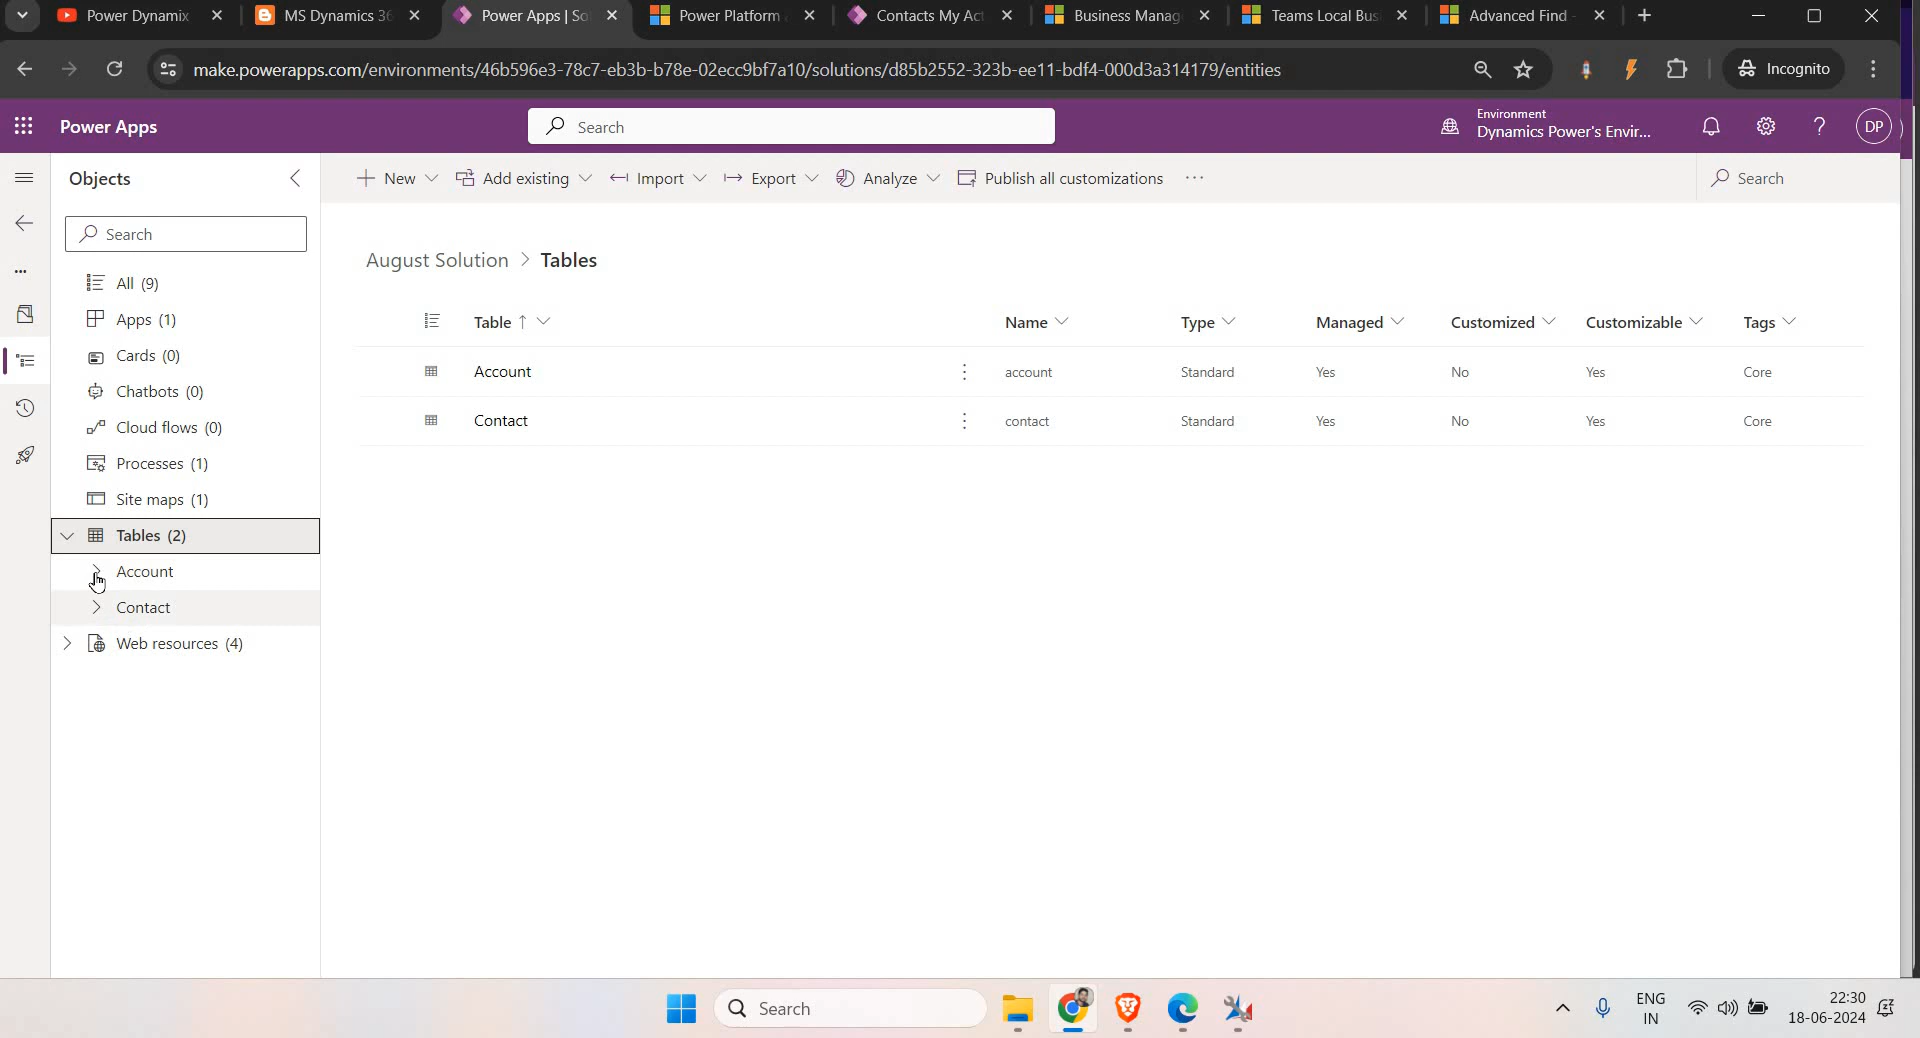 Power Dynamix
MS Dynamics 36
Power Apps | So
Power Platform
Contacts My Act
Business Manag
Teams Local Bus
Advanced Find -
make.powerapps.com/environments/46b596e3-78c7-eb3b-b78e-02ecc9bf7a10/solutions/d85b2552-323b-ee11-bdf4-000d3a314179/entities
Incognito
Power Apps
Search
Environment
Dynamics Power's Envir...
DP
Objects
New
Add existing
Import
Export
Analyze
Publish all customizations
Search
Search
All (9)
Apps (1)
Cards (0)
Chatbots (0)
Cloud flows (0)
Processes (1)
Site maps (1)
Tables (2)
Account
Contact
Web resources (4)
August Solution > Tables
Table ↑ Name Type Managed Customized Customizable Tags
Account account Standard Yes No Yes Core
Contact contact Standard Yes No Yes Core
Search
ENG
IN
22:30
18-06-2024